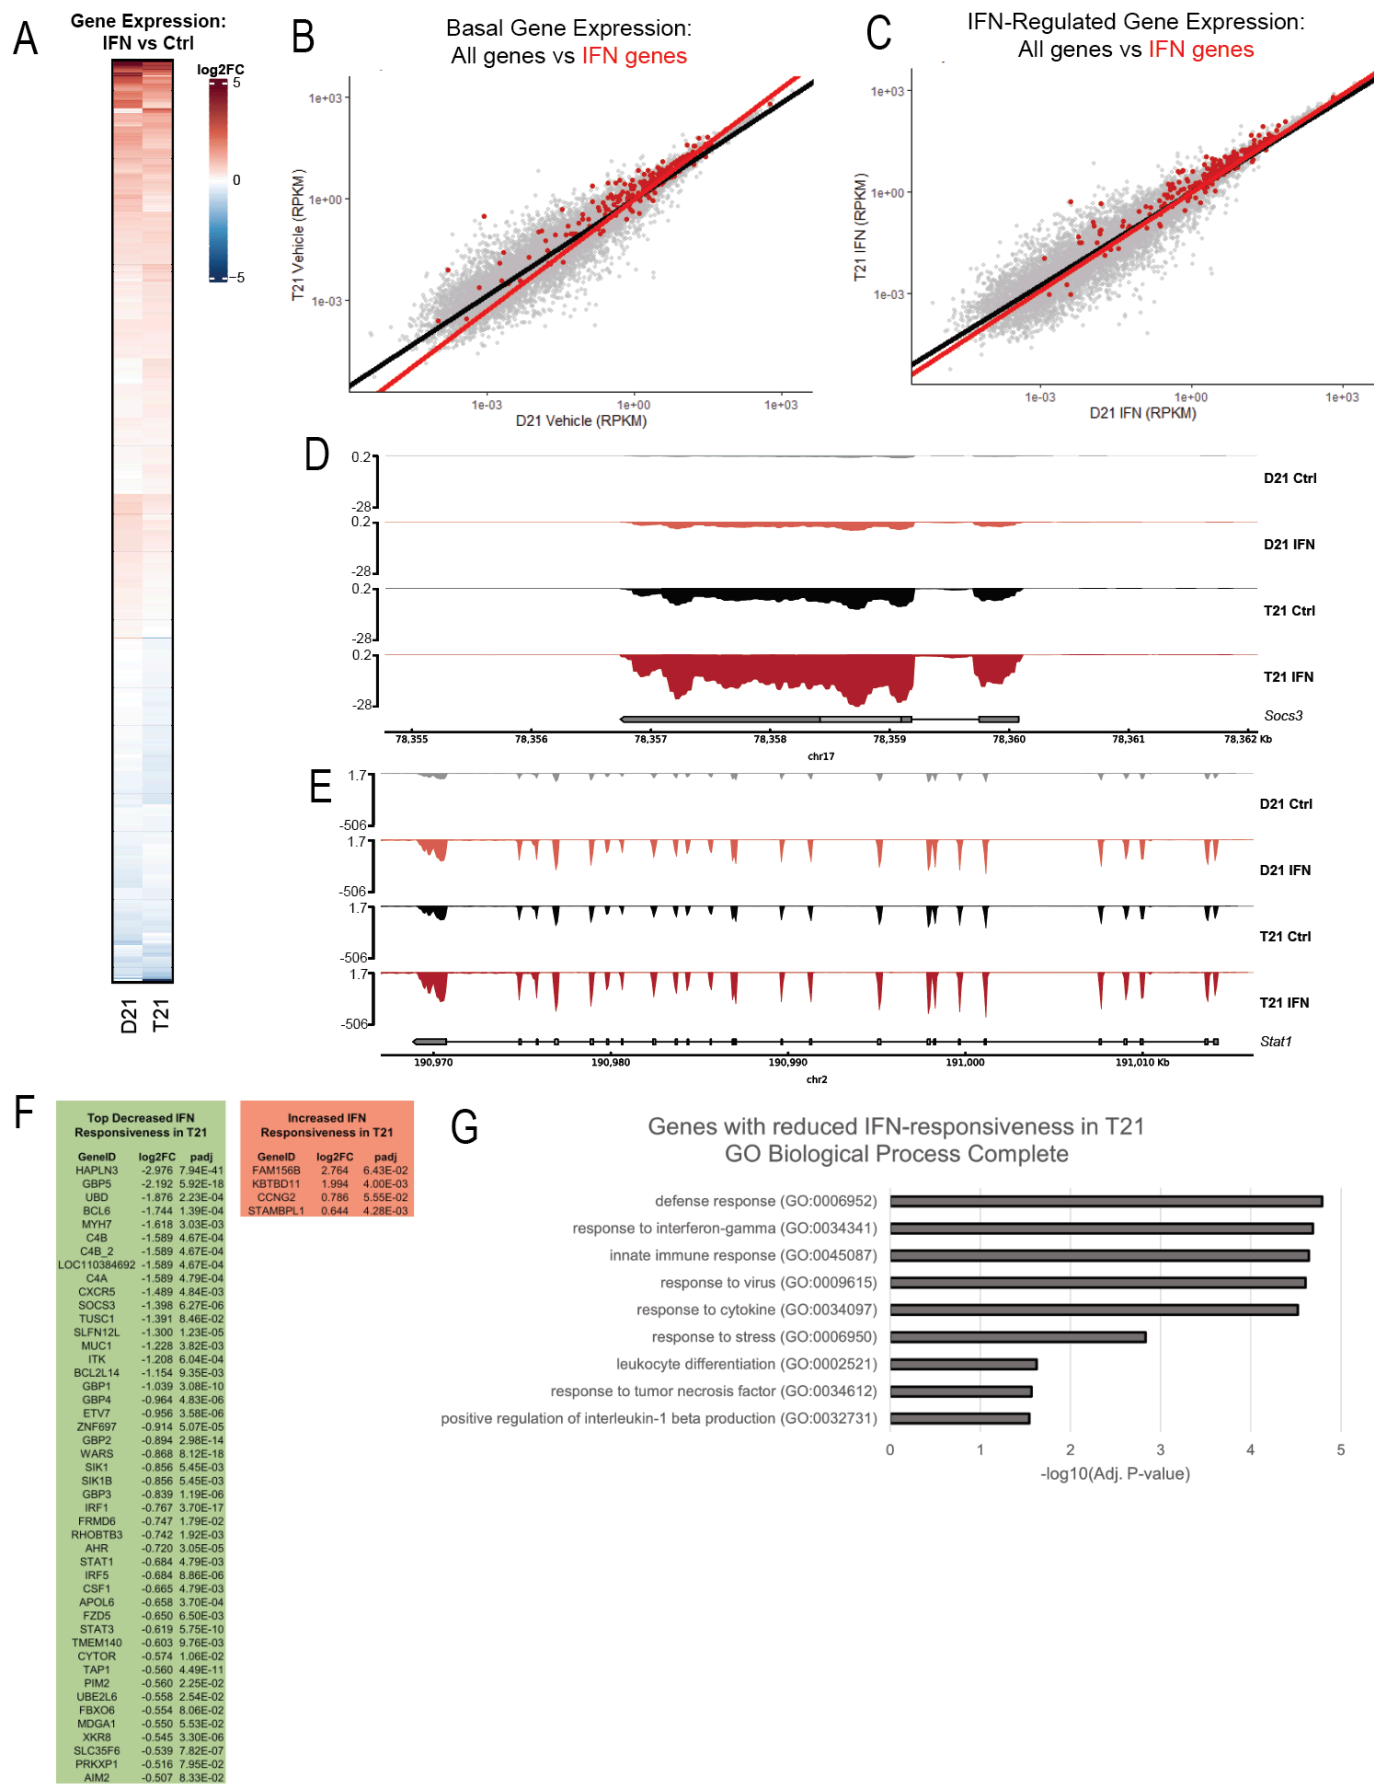 A
Gene Expression:
IFN vs Ctrl
log2FC
5
0
−5
D21
T21
B
Basal Gene Expression:
All genes vs IFN genes
1e+03
1e+00
1e-03
T21 Vehicle (RPKM)
1e-03
1e+00
1e+03
D21 Vehicle (RPKM)
C
IFN-Regulated Gene Expression:
All genes vs IFN genes
1e+03
1e+00
1e-03
T21 IFN (RPKM)
1e-03
1e+00
1e+03
D21 IFN (RPKM)
D
0.2
-28
D21 Ctrl
0.2
-28
D21 IFN
0.2
-28
T21 Ctrl
0.2
-28
T21 IFN
Socs3
78,355 78,356 78,357 78,358 78,359 78,360 78,361 78,362 Kb
chr17
E
1.7
-506
D21 Ctrl
1.7
-506
D21 IFN
1.7
-506
T21 Ctrl
1.7
-506
T21 IFN
Stat1
190,970 190,980 190,990 191,000 191,010 Kb
chr2
F
Top Decreased IFN
Responsiveness in T21
GeneID log2FC padj
HAPLN3 -2.976 7.94E-41
GBP5 -2.192 5.92E-18
UBD -1.876 2.23E-04
BCL6 -1.744 1.39E-04
MYH7 -1.618 3.03E-03
C4B -1.589 4.67E-04
C4B_2 -1.589 4.67E-04
LOC110384692 -1.589 4.67E-04
C4A -1.589 4.79E-04
CXCR5 -1.489 4.84E-03
SOCS3 -1.398 6.27E-06
TUSC1 -1.391 8.46E-02
SLFN12L -1.300 1.23E-05
MUC1 -1.228 3.82E-03
ITK -1.208 6.04E-04
BCL2L14 -1.154 9.35E-03
GBP1 -1.039 3.08E-10
GBP4 -0.964 4.83E-06
ETV7 -0.956 3.58E-06
ZNF697 -0.914 5.07E-05
GBP2 -0.894 2.98E-14
WARS -0.868 8.12E-18
SIK1 -0.856 5.45E-03
SIK1B -0.856 5.45E-03
GBP3 -0.839 1.19E-06
IRF1 -0.767 3.70E-17
FRMD6 -0.747 1.79E-02
RHOBTB3 -0.742 1.92E-03
AHR -0.720 3.05E-05
STAT1 -0.684 4.79E-03
IRF5 -0.684 8.86E-06
CSF1 -0.665 4.79E-03
APOL6 -0.658 3.70E-04
FZD5 -0.650 6.50E-03
STAT3 -0.619 5.75E-10
TMEM140 -0.603 9.76E-03
CYTOR -0.574 1.06E-02
TAP1 -0.560 4.49E-11
PIM2 -0.560 2.25E-02
UBE2L6 -0.558 2.54E-02
FBXO6 -0.554 8.06E-02
MDGA1 -0.550 5.53E-02
XKR8 -0.545 3.30E-06
SLC35F6 -0.539 7.82E-07
PRKXP1 -0.516 7.95E-02
AIM2 -0.507 8.33E-02
Increased IFN
Responsiveness in T21
GeneID log2FC padj
FAM156B 2.764 6.43E-02
KBTBD11 1.994 4.00E-03
CCNG2 0.786 5.55E-02
STAMBPL1 0.644 4.28E-03
G
Genes with reduced IFN-responsiveness in T21
GO Biological Process Complete
defense response (GO:0006952)
response to interferon-gamma (GO:0034341)
innate immune response (GO:0045087)
response to virus (GO:0009615)
response to cytokine (GO:0034097)
response to stress (GO:0006950)
leukocyte differentiation (GO:0002521)
response to tumor necrosis factor (GO:0034612)
positive regulation of interleukin-1 beta production (GO:0032731)
0 1 2 3 4 5
-log10(Adj. P-value)